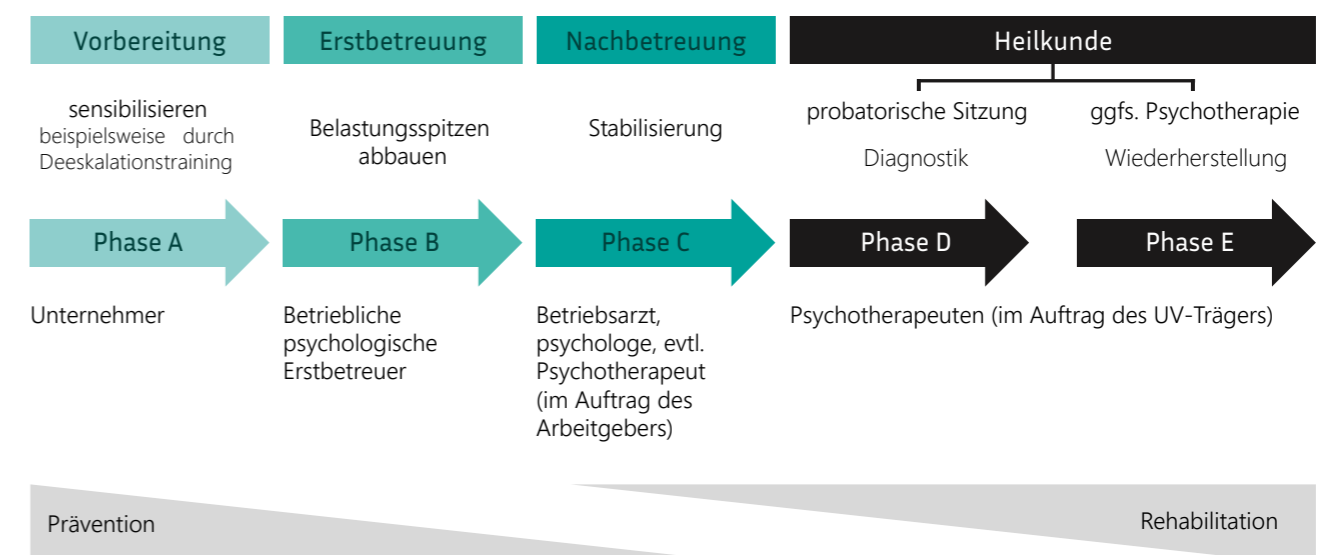 Vorbereitung
Erstbetreuung
Nachbetreuung
Heilkunde
sensibilisieren
beispielsweise durch
Deeskalationstraining
Belastungsspitzen
abbauen
Stabilisierung
probatorische Sitzung
Diagnostik
ggfs. Psychotherapie
Wiederherstellung
Phase A
Phase B
Phase C
Phase D
Phase E
Unternehmer
Betriebliche
psychologische
Erstbetreuer
Betriebsarzt,
psychologe, evtl.
Psychotherapeut
(im Auftrag des
Arbeitgebers)
Psychotherapeuten (im Auftrag des UV-Trägers)
Prävention
Rehabilitation